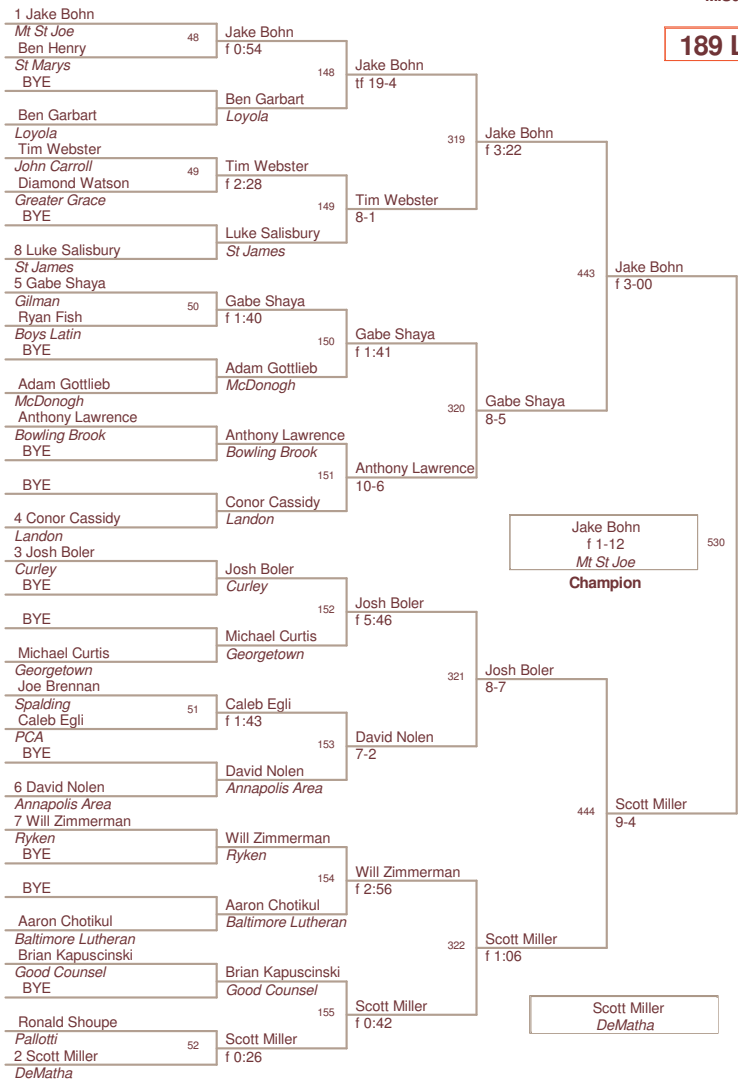 189 L
1 Jake Bohn
Mt St Joe
48
Ben Henry
St Marys
BYE
Ben Garbart
Loyola
Tim Webster
John Carroll
49
Diamond Watson
Greater Grace
BYE
8 Luke Salisbury
St James
5 Gabe Shaya
Gilman
50
Ryan Fish
Boys Latin
BYE
Adam Gottlieb
McDonogh
Anthony Lawrence
Bowling Brook
BYE
BYE
4 Conor Cassidy
Landon
3 Josh Boler
Curley
BYE
BYE
Michael Curtis
Georgetown
Joe Brennan
Spalding
51
Caleb Egli
PCA
BYE
6 David Nolen
Annapolis Area
7 Will Zimmerman
Ryken
BYE
BYE
Aaron Chotikul
Baltimore Lutheran
Brian Kapuscinski
Good Counsel
BYE
Ronald Shoupe
Pallotti
52
2 Scott Miller
DeMatha
Jake Bohn
f 0:54
148
Ben Garbart
Loyola
Tim Webster
f 2:28
149
Luke Salisbury
St James
Gabe Shaya
f 1:40
150
Adam Gottlieb
McDonogh
Anthony Lawrence
Bowling Brook
151
Conor Cassidy
Landon
Josh Boler
Curley
152
Michael Curtis
Georgetown
Caleb Egli
f 1:43
153
David Nolen
Annapolis Area
Will Zimmerman
Ryken
154
Aaron Chotikul
Baltimore Lutheran
Brian Kapuscinski
Good Counsel
155
Scott Miller
f 0:26
Jake Bohn
tf 19-4
319
Tim Webster
8-1
Gabe Shaya
f 1:41
320
Anthony Lawrence
10-6
Josh Boler
f 5:46
321
David Nolen
7-2
Will Zimmerman
f 2:56
322
Scott Miller
f 0:42
Jake Bohn
f 3:22
443
Gabe Shaya
8-5
Josh Boler
8-7
444
Scott Miller
f 1:06
Jake Bohn
f 3-00
530
Scott Miller
9-4
Jake Bohn
f 1-12
Mt St Joe
Champion
Scott Miller
DeMatha